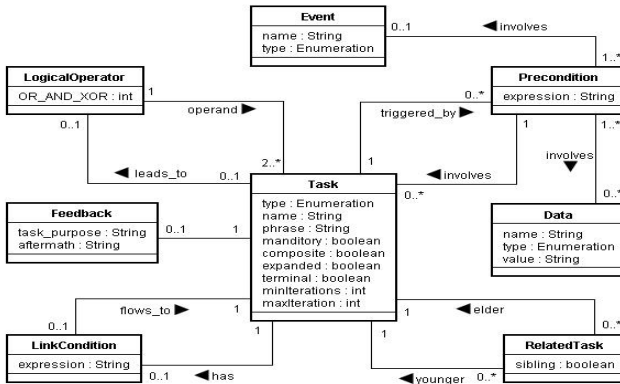 Event
name : String
type : Enumeration
0..1
◄ involves
1..*
LogicalOperator
OR_AND_XOR : int
1
operand ►
0..1
2..*
◄ leads_to
0..1
Precondition
expression : String
0..*
triggered_by ►
1
1
1..*
◄ involves
0..*
involves
▼
0..*
Task
type : Enumeration
name : String
phrase : String
manditory : boolean
composite : boolean
expanded : boolean
terminal : boolean
minIterations : int
maxIteration : int
Feedback
task_purpose : String
aftermath : String
0..1
1
Data
name : String
type : Enumeration
value : String
flows_to ►
0..1
1
1
LinkCondition
expression : String
0..1
◄ has
1
1
◄ elder
0..*
RelatedTask
sibling : boolean
◄ younger
0..*